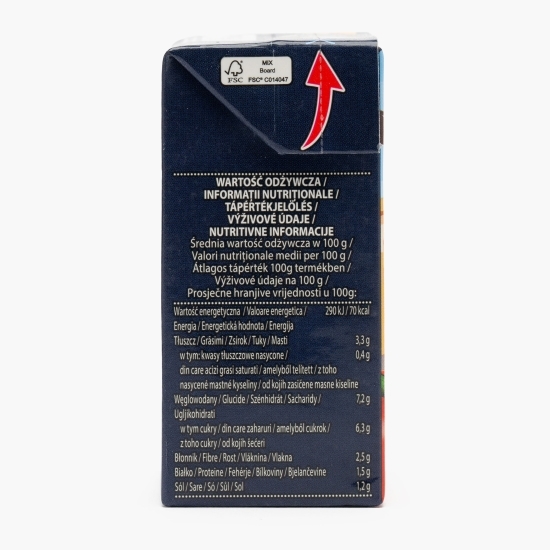 MIX
Board
FSC
FSC® C014047
WARTOŚĆ ODŻYWCZA /
INFORMAȚII NUTRIȚIONALE /
TÁPÉRTÉKJELÖLÉS /
VÝŽIVOVÉ ÚDAJE /
NUTRITIVNE INFORMACIJE
Średnia wartość odżywcza w 100 g /
Valori nutriționale medii per 100 g /
Átlagos tápérték 100g termékben /
Výživové údaje na 100 g /
Prosječne hranjive vrijednosti u 100g:
Wartość energetyczna / Valoare energetica / 290 kJ / 70 kcal
Energia / Energetická hodnota / Energija
Tłuszcz / Grăsimi / Zsírok / Tuky / Masti 3,3 g
w tym: kwasy tłuszczowe nasycone / 0,4 g
din care acizi grasi saturati / amelyből telített / z toho
nasycené mastné kyseliny / od kojih zasićene masne kiseline
Węglowodany / Glucide / Szénhidrát / Sacharidy / 7,2 g
Ugljikohidrati
w tym cukry / din care zaharuri / amelyből cukrok / 6,3 g
z toho cukry / od kojih šećeri
Błonnik / Fibre / Rost / Vláknina / Vlakna 2,5 g
Białko / Proteine / Fehérje / Bílkoviny / Bjelančevine 1,5 g
Sól / Sare / Só / Sůl / Sol 1,2 g